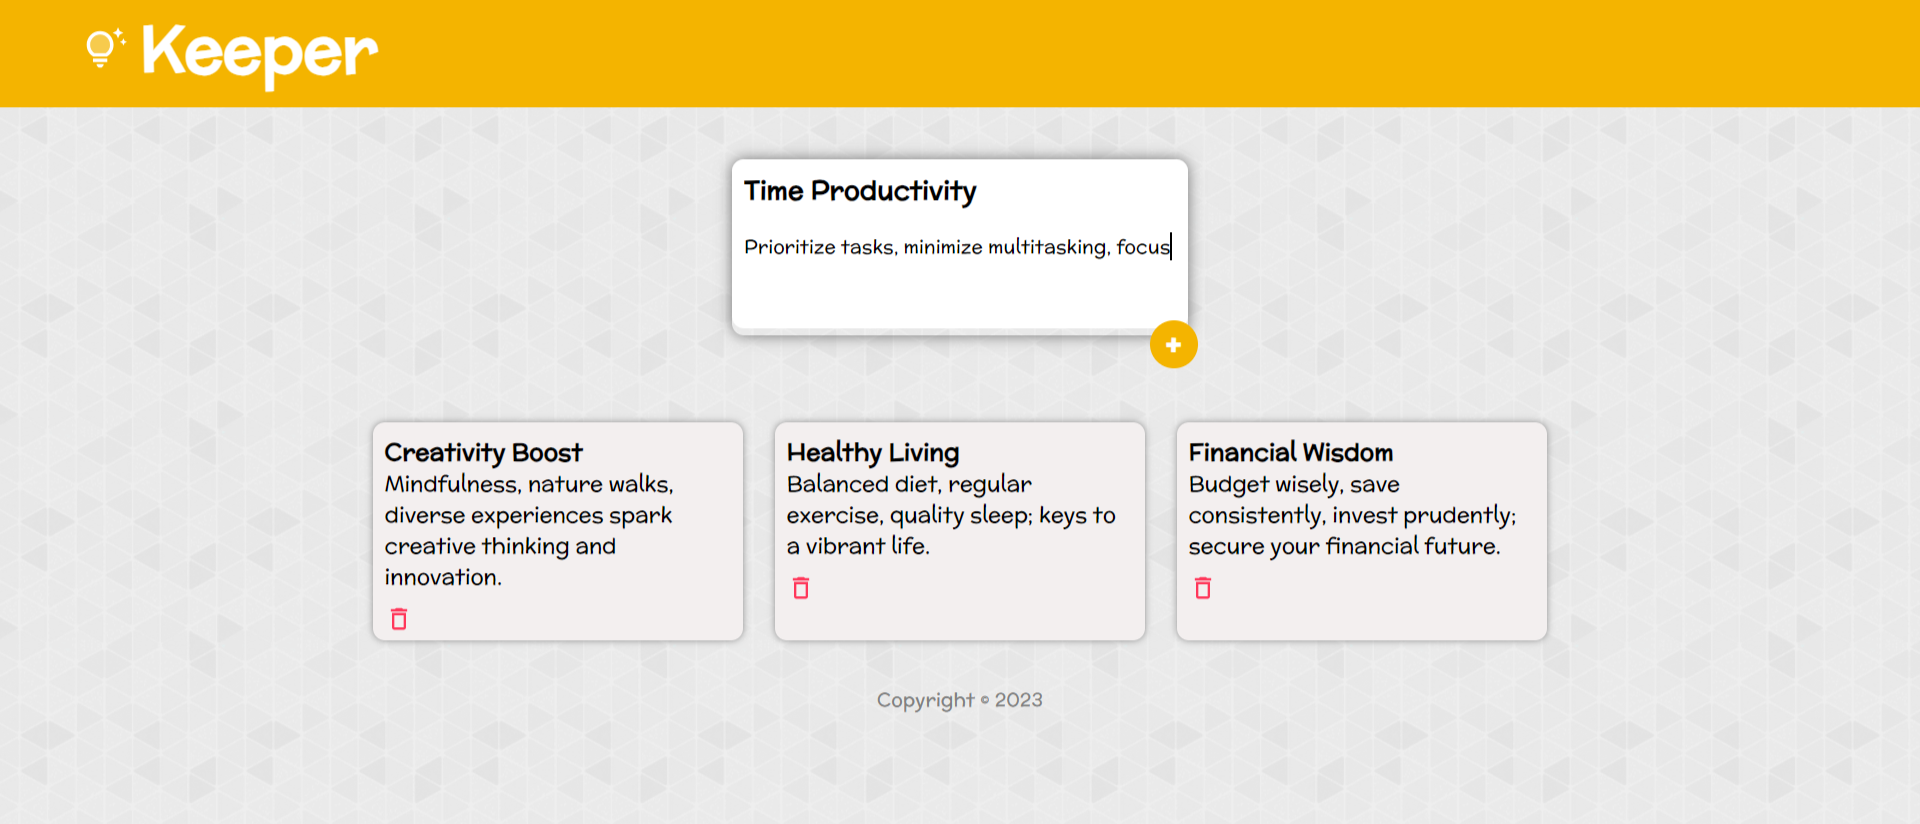 Keeper
Time Productivity
Prioritize tasks, minimize multitasking, focus
Creativity Boost
Mindfulness, nature walks,
diverse experiences spark
creative thinking and
innovation.
Healthy Living
Balanced diet, regular
exercise, quality sleep; keys to
a vibrant life.
Financial Wisdom
Budget wisely, save
consistently, invest prudently;
secure your financial future.
Copyright © 2023